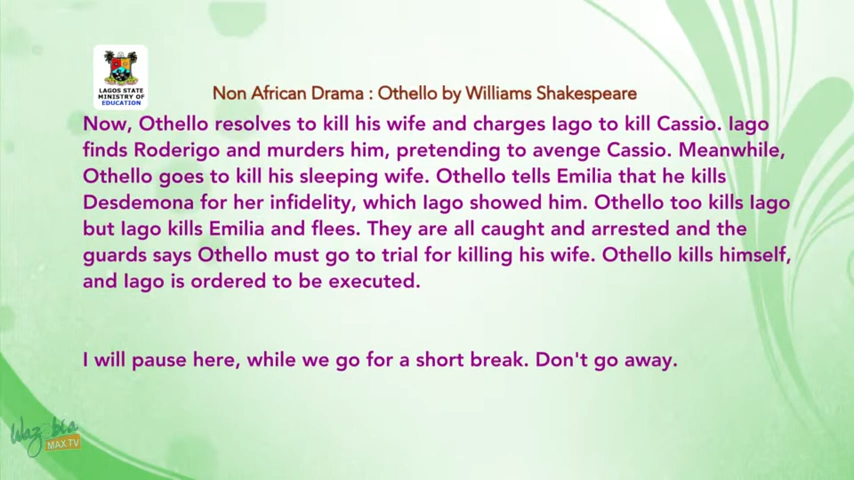 LAGOS STATE
MINISTRY OF
EDUCATION
Non African Drama : Othello by Williams Shakespeare
Now, Othello resolves to kill his wife and charges Iago to kill Cassio. Iago
finds Roderigo and murders him, pretending to avenge Cassio. Meanwhile,
Othello goes to kill his sleeping wife. Othello tells Emilia that he kills
Desdemona for her infidelity, which Iago showed him. Othello too kills Iago
but Iago kills Emilia and flees. They are all caught and arrested and the
guards says Othello must go to trial for killing his wife. Othello kills himself,
and Iago is ordered to be executed.
I will pause here, while we go for a short break. Don't go away.
Waz bia
MAX TV